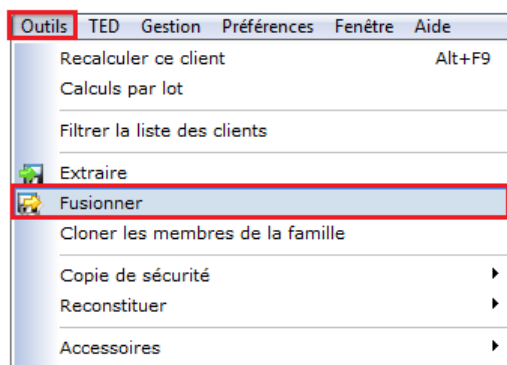 Outils TED Gestion Préférences Fenêtre Aide
Recalculer ce client Alt+F9
Calculs par lot
Filtrer la liste des clients
Extraire
Fusionner
Cloner les membres de la famille
Copie de sécurité
Reconstituer
Accessoires